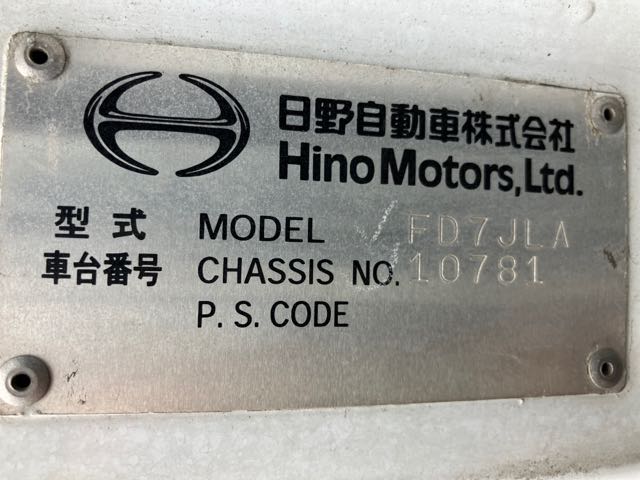 日野自動車株式会社
Hino Motors, Ltd.
型式 MODEL FD7JLA
車台番号 CHASSIS NO. 10781
P. S. CODE